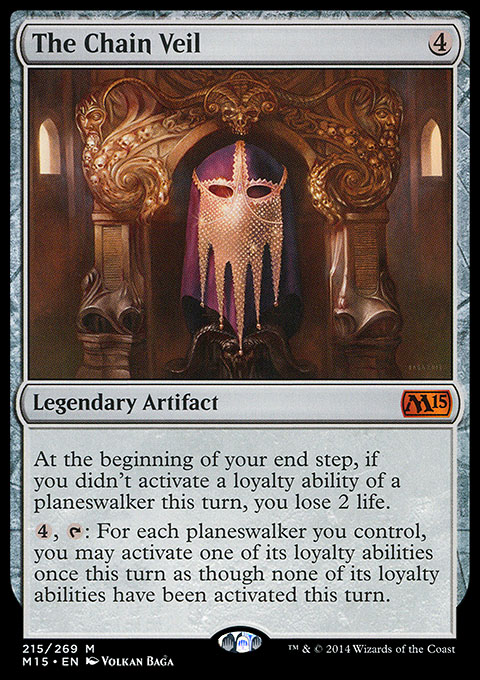 The Chain Veil 4
Legendary Artifact M15
At the beginning of your end step, if
you didn't activate a loyalty ability of a
planeswalker this turn, you lose 2 life.
4, : For each planeswalker you control,
you may activate one of its loyalty abilities
once this turn as though none of its loyalty
abilities have been activated this turn.
215/269 M
M15 • EN VOLKAN BAĞA
™ & © 2014 Wizards of the Coast